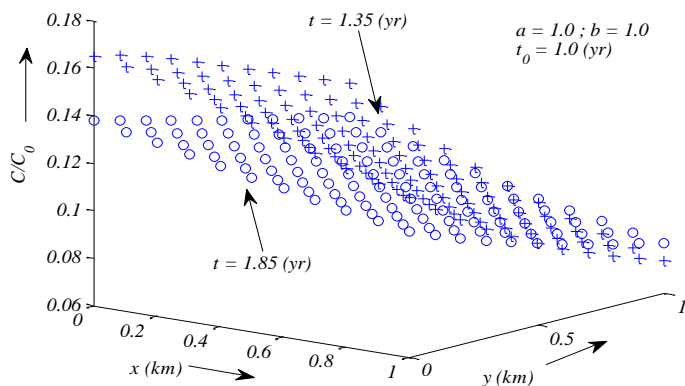 0.18
t = 1.35 (yr)
a = 1.0 ; b = 1.0
t0 = 1.0 (yr)
0.16
0.14
C/C0
0.12
0.1
0.08
t = 1.85 (yr)
0.06
0
0.2
0.4
0.6
0.8
1
x (km)
0
0.5
1
y (km)